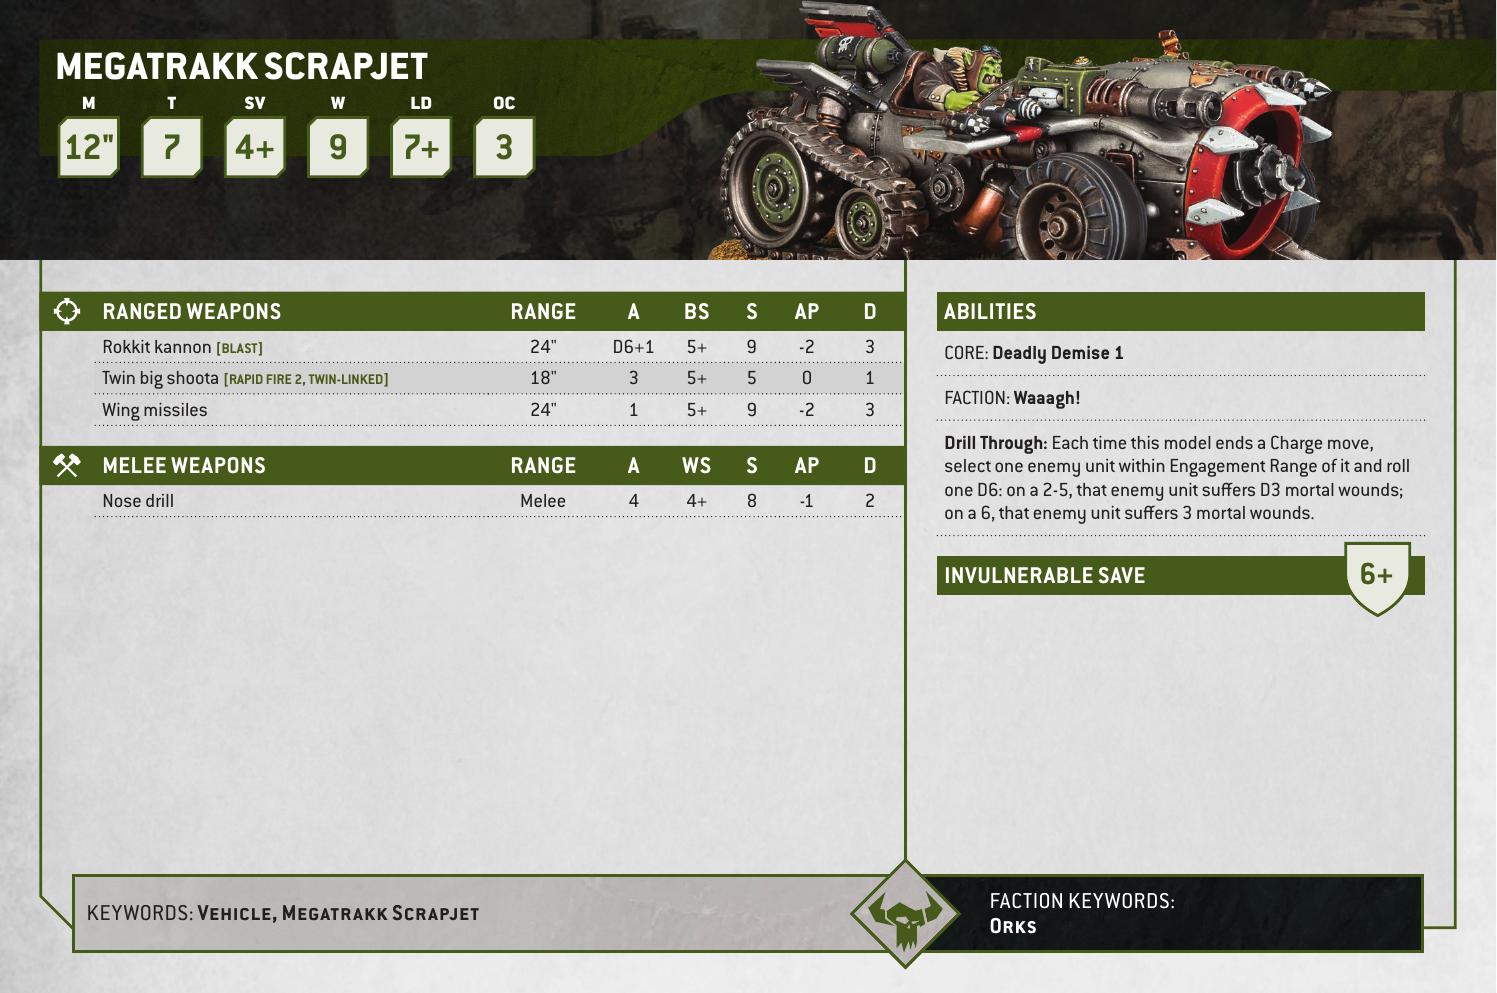 MEGATRAKK SCRAPJET
M T SV W LD OC
12" 7 4+ 9 7+ 3
RANGED WEAPONS RANGE A BS S AP D
Rokkit kannon [BLAST] 24" D6+1 5+ 9 -2 3
Twin big shoota [RAPID FIRE 2, TWIN-LINKED] 18" 3 5+ 5 0 1
Wing missiles 24" 1 5+ 9 -2 3
MELEE WEAPONS RANGE A WS S AP D
Nose drill Melee 4 4+ 8 -1 2
ABILITIES
CORE: Deadly Demise 1
FACTION: Waaagh!
Drill Through: Each time this model ends a Charge move,
select one enemy unit within Engagement Range of it and roll
one D6: on a 2-5, that enemy unit suffers D3 mortal wounds;
on a 6, that enemy unit suffers 3 mortal wounds.
INVULNERABLE SAVE 6+
KEYWORDS: VEHICLE, MEGATRAKK SCRAPJET
FACTION KEYWORDS:
ORKS